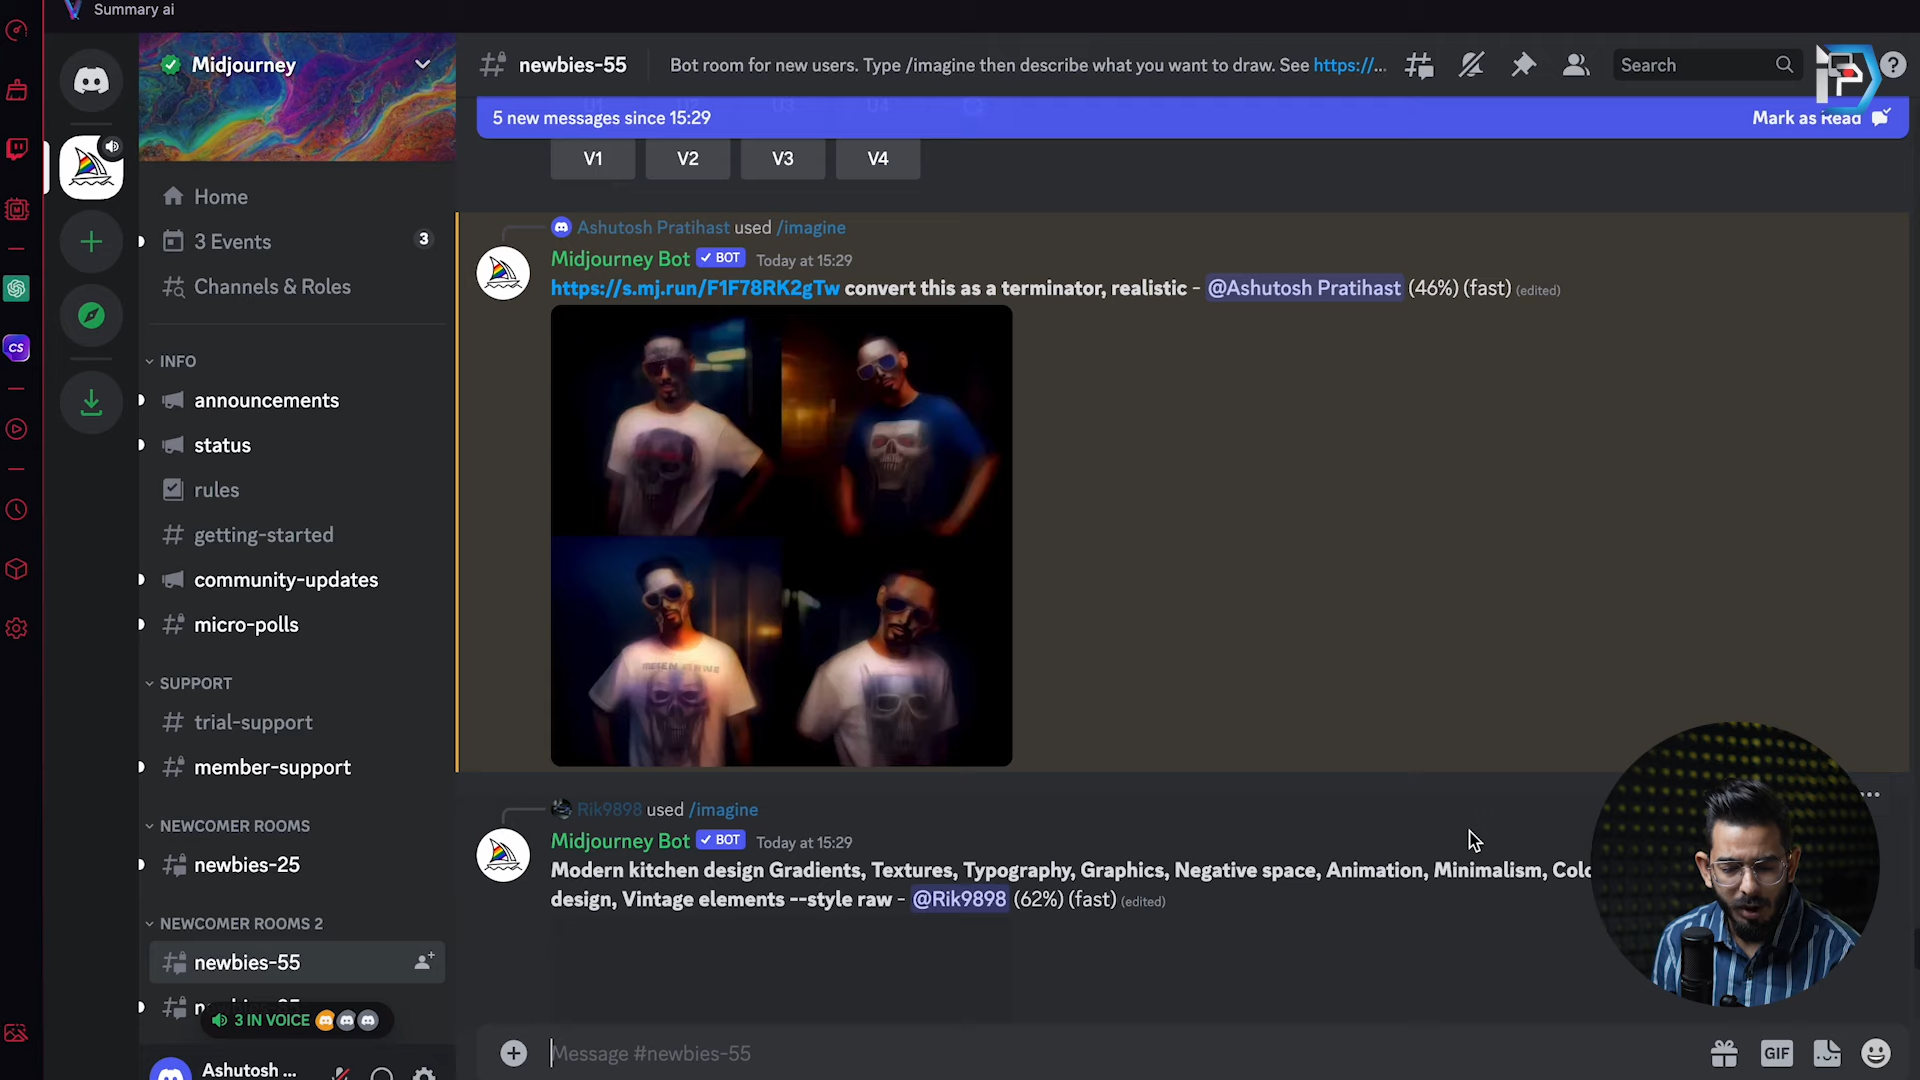 Summary ai
Midjourney
newbies-55
Bot room for new users. Type /imagine then describe what you want to draw. See https://...
Search
5 new messages since 15:29
Mark as Read
U1 U2 U3 U4
V1 V2 V3 V4
Home
3 Events
3
Channels & Roles
INFO
announcements
status
rules
getting-started
community-updates
micro-polls
SUPPORT
trial-support
member-support
NEWCOMER ROOMS
newbies-25
NEWCOMER ROOMS 2
newbies-55
3 IN VOICE
Ashutosh ...
CS
Ashutosh Pratihast used /imagine
Midjourney Bot BOT Today at 15:29
https://s.mj.run/F1F78RK2gTw convert this as a terminator, realistic - @Ashutosh Pratihast (46%) (fast) (edited)
Rik9898 used /imagine
Midjourney Bot BOT Today at 15:29
Modern kitchen design Gradients, Textures, Typography, Graphics, Negative space, Animation, Minimalism,
design, Vintage elements --style raw - @Rik9898 (62%) (fast) (edited)
Message #newbies-55
GIF